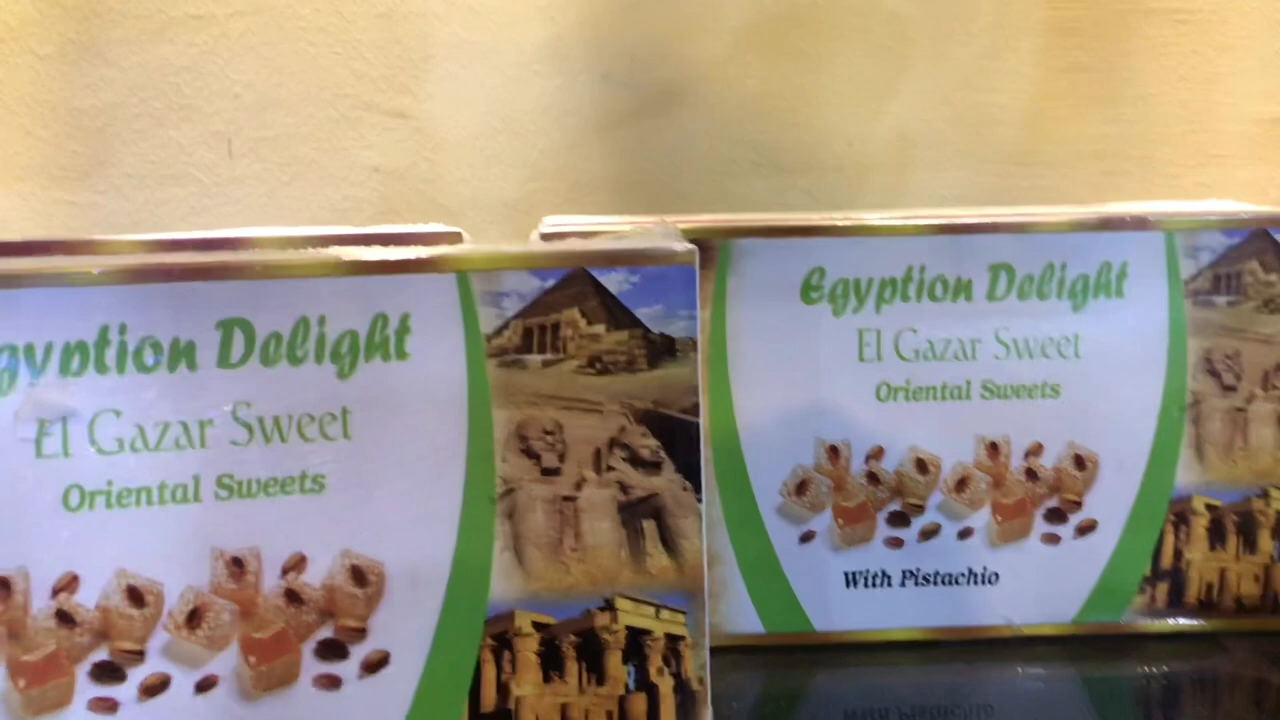 gyption Delight
El Gazar Sweet
Oriental Sweets
Egyption Delight
El Gazar Sweet
Oriental Sweets
With Pistachio